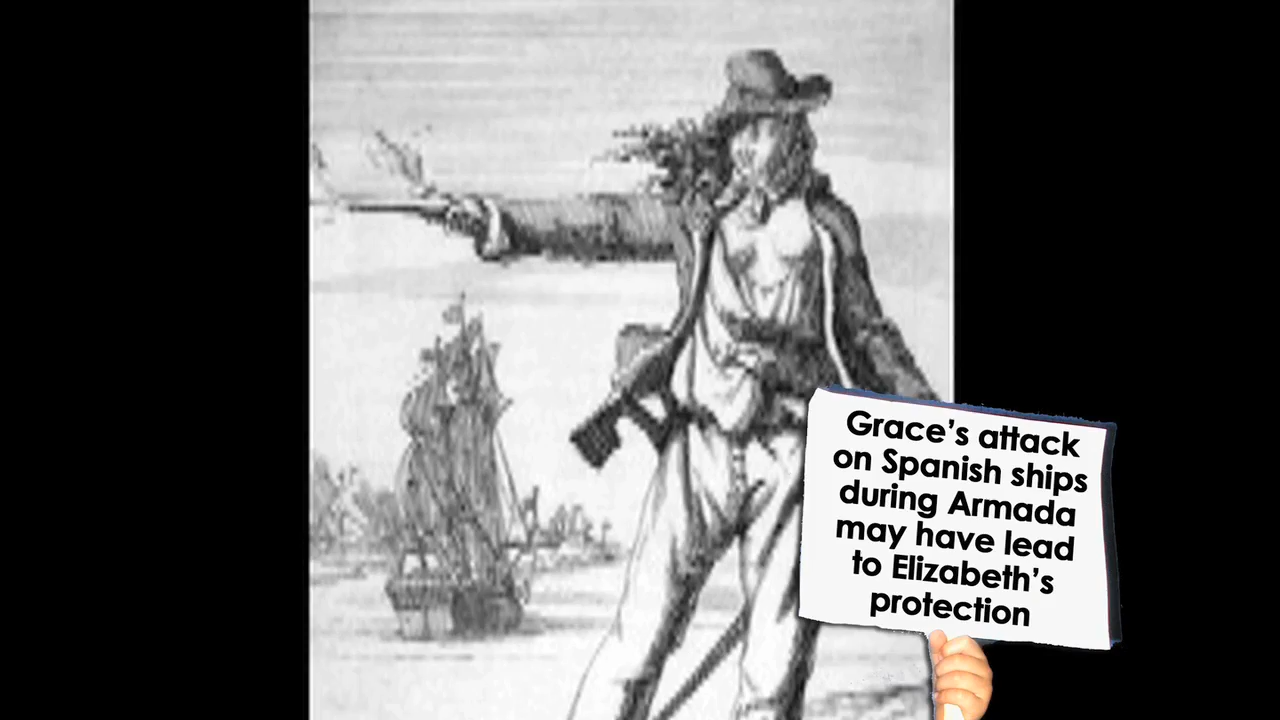 Grace's attack
on Spanish ships
during Armada
may have lead
to Elizabeth's
protection